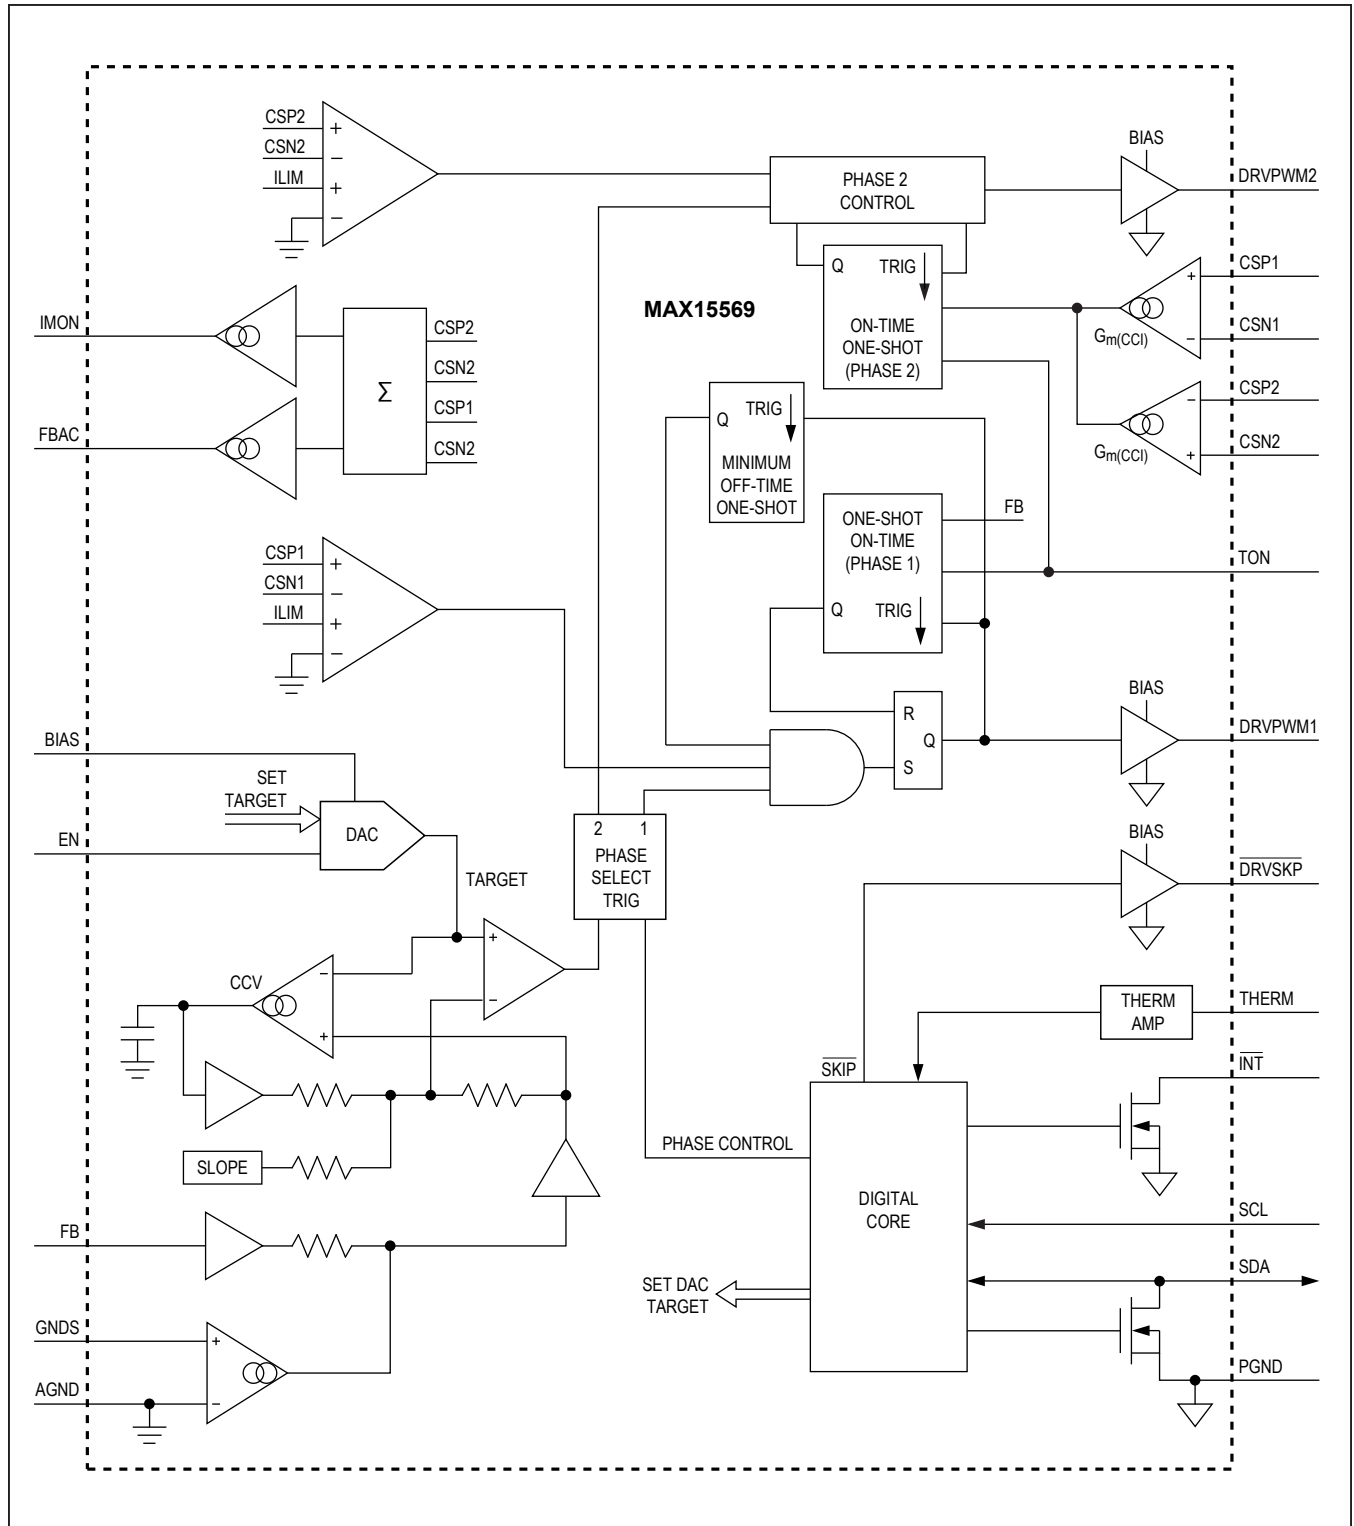 CSP2
+
CSN2
−
ILIM
+
−
PHASE 2
CONTROL
BIAS
DRVPWM2
Q
TRIG
ON-TIME
ONE-SHOT
(PHASE 2)
CSP1
+
CSN1
−
Gm(CCI)
CSP2
−
CSN2
+
Gm(CCI)
MAX15569
IMON
FBAC
Σ
CSP2
CSN2
CSP1
CSN2
Q
TRIG
MINIMUM
OFF-TIME
ONE-SHOT
ONE-SHOT
ON-TIME
(PHASE 1)
Q
TRIG
FB
TON
CSP1
+
CSN1
−
ILIM
+
−
R
Q
S
BIAS
DRVPWM1
BIAS
SET
TARGET
DAC
EN
TARGET
2
1
PHASE
SELECT
TRIG
BIAS
DRVSKP
+
−
CCV
−
+
SLOPE
THERM
AMP
THERM
INT
SKIP
PHASE CONTROL
DIGITAL
CORE
SCL
SDA
SET DAC
TARGET
PGND
FB
GNDS
+
AGND
−